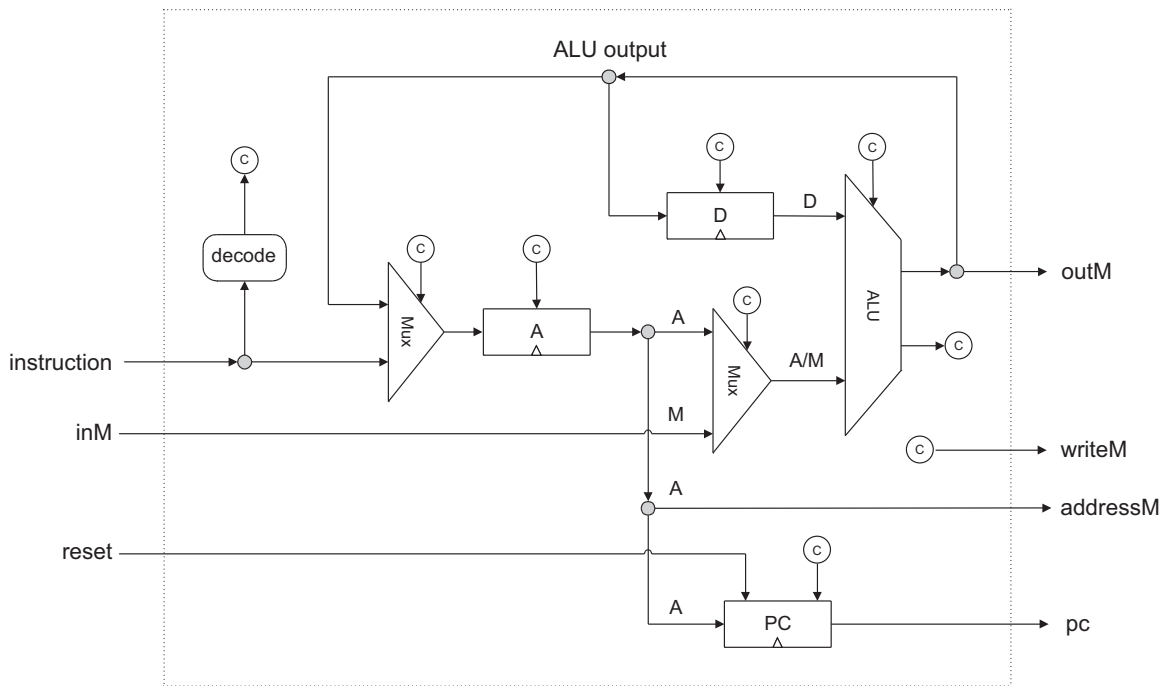 ALU output
C
C
C
D
D
decode
C
C
C
outM
Mux
A
A
Mux
A/M
ALU
C
instruction
M
inM
C
writeM
A
addressM
reset
C
A
PC
pc